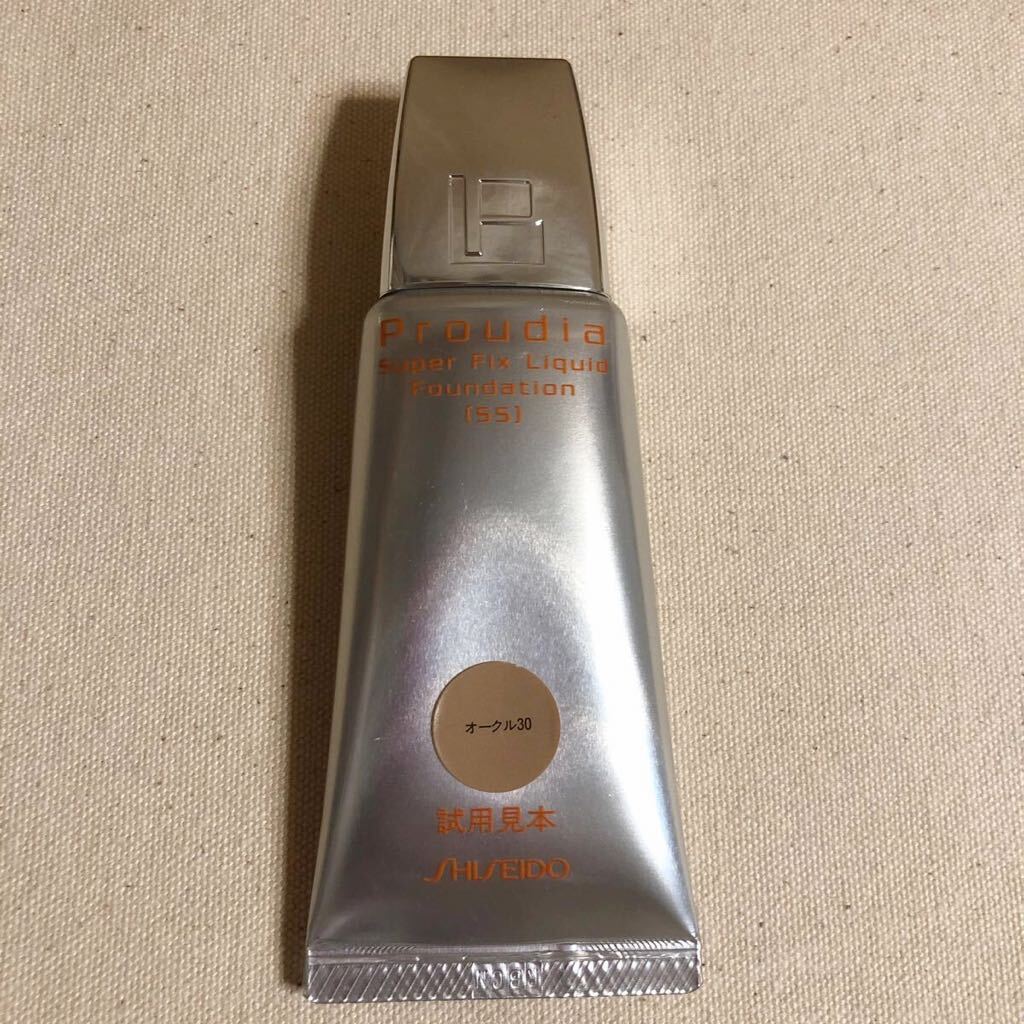 Proudia
Super Fix Liquid
Foundation
(SS)
オークル30
試用見本
SHISEIDO